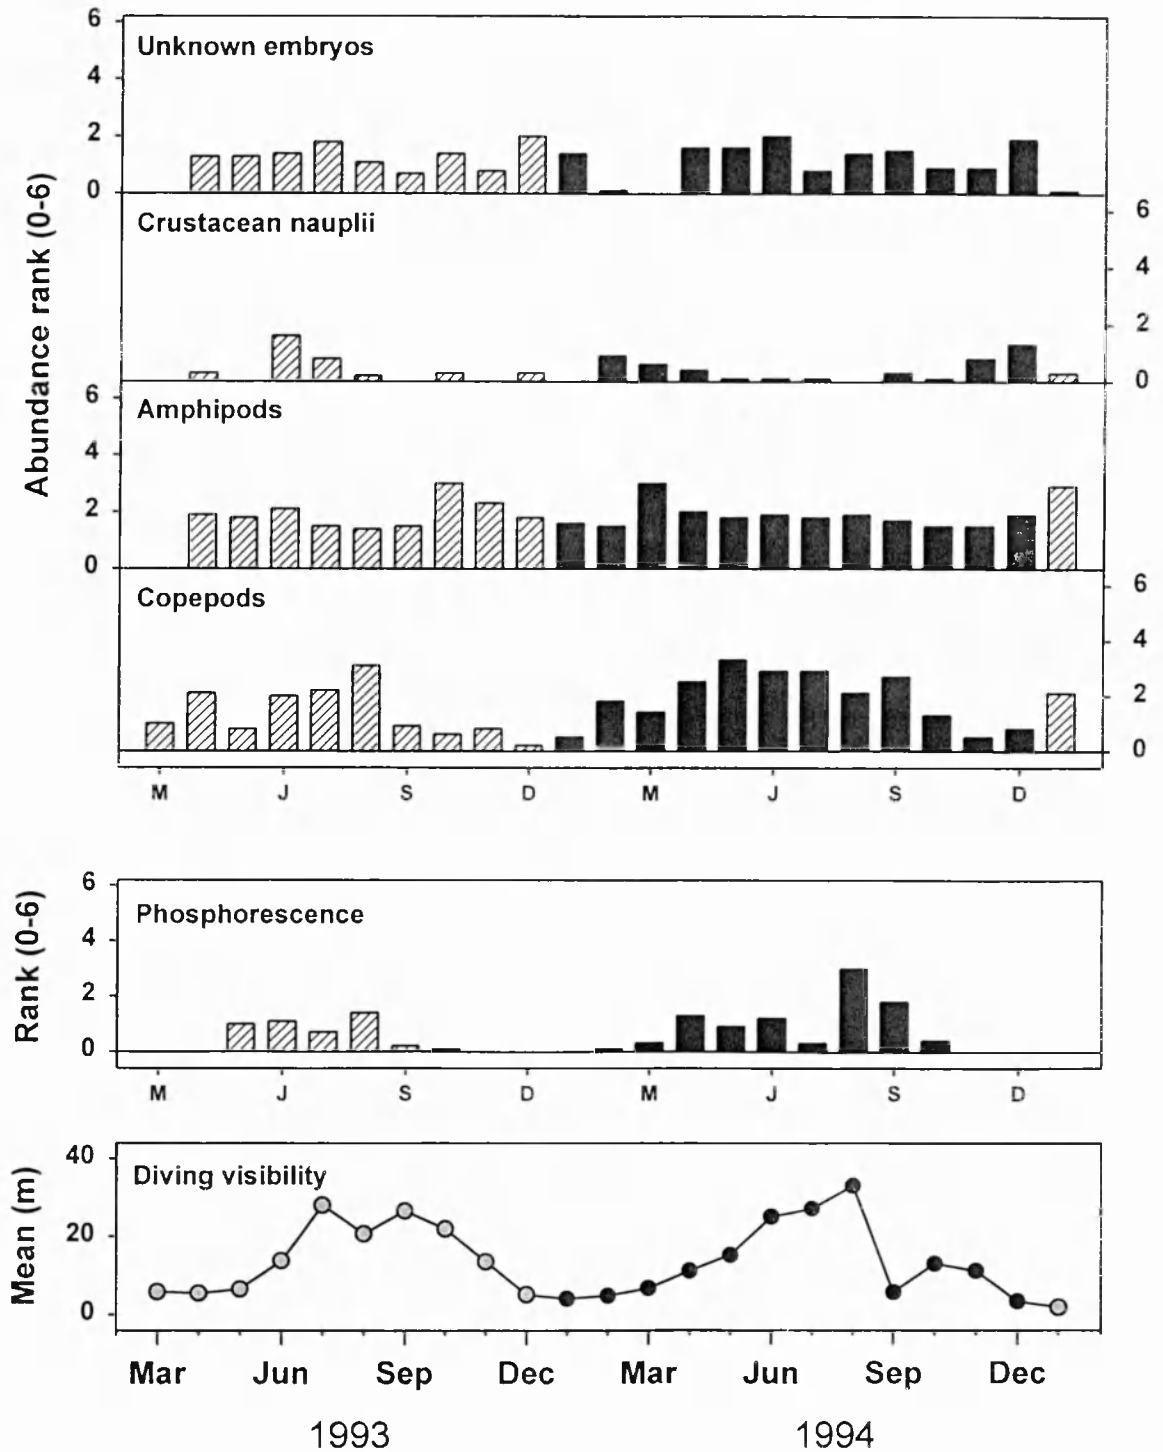 Abundance rank (0-6)
6
4
2
0
Unknown embryos
6
4
2
0
Crustacean nauplii
6
4
2
0
Amphipods
6
4
2
0
Copepods
M J S D M J S D
Rank (0-6)
6
4
2
0
Phosphorescence
M J S D M J S D
Mean (m)
40
20
0
Diving visibility
Mar Jun Sep Dec Mar Jun Sep Dec
1993 1994